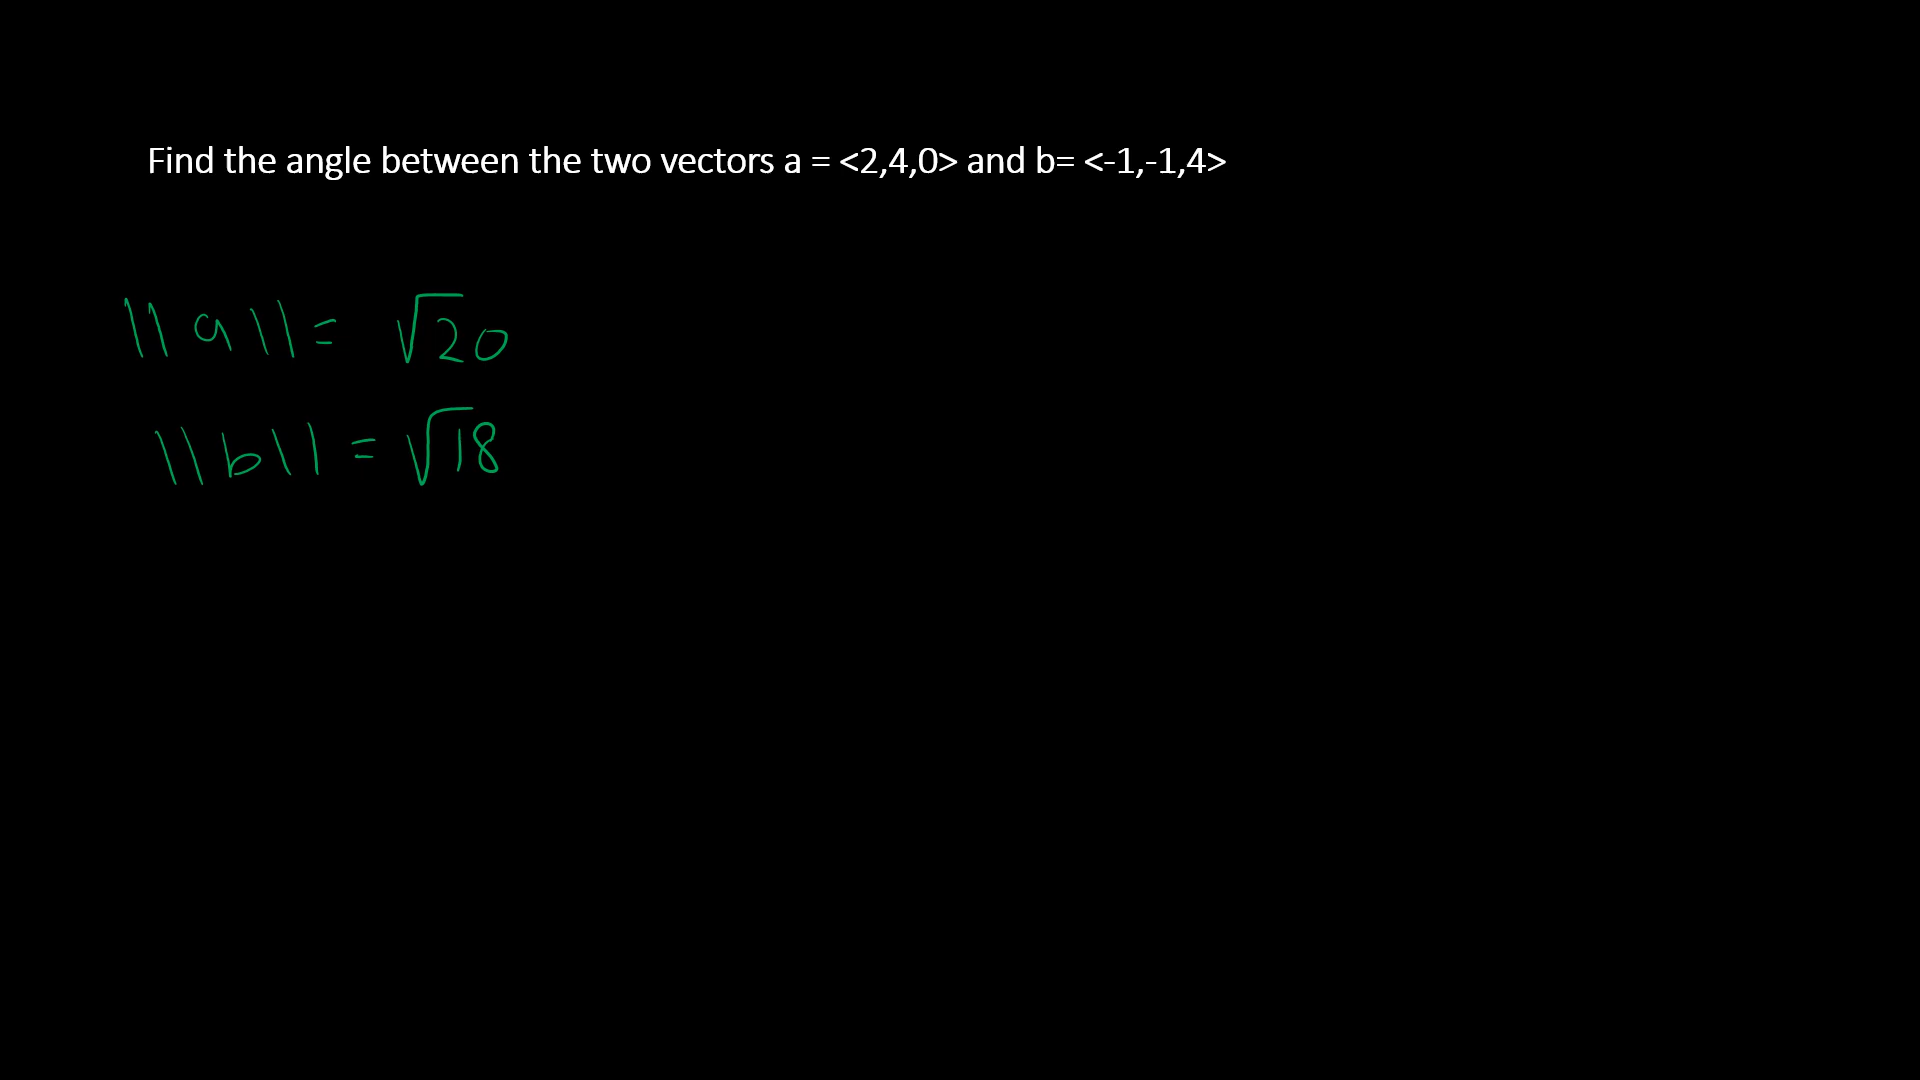 Find the angle between the two vectors a = <2,4,0> and b= <-1,-1,4>
||a|| = √20
||b|| = √18